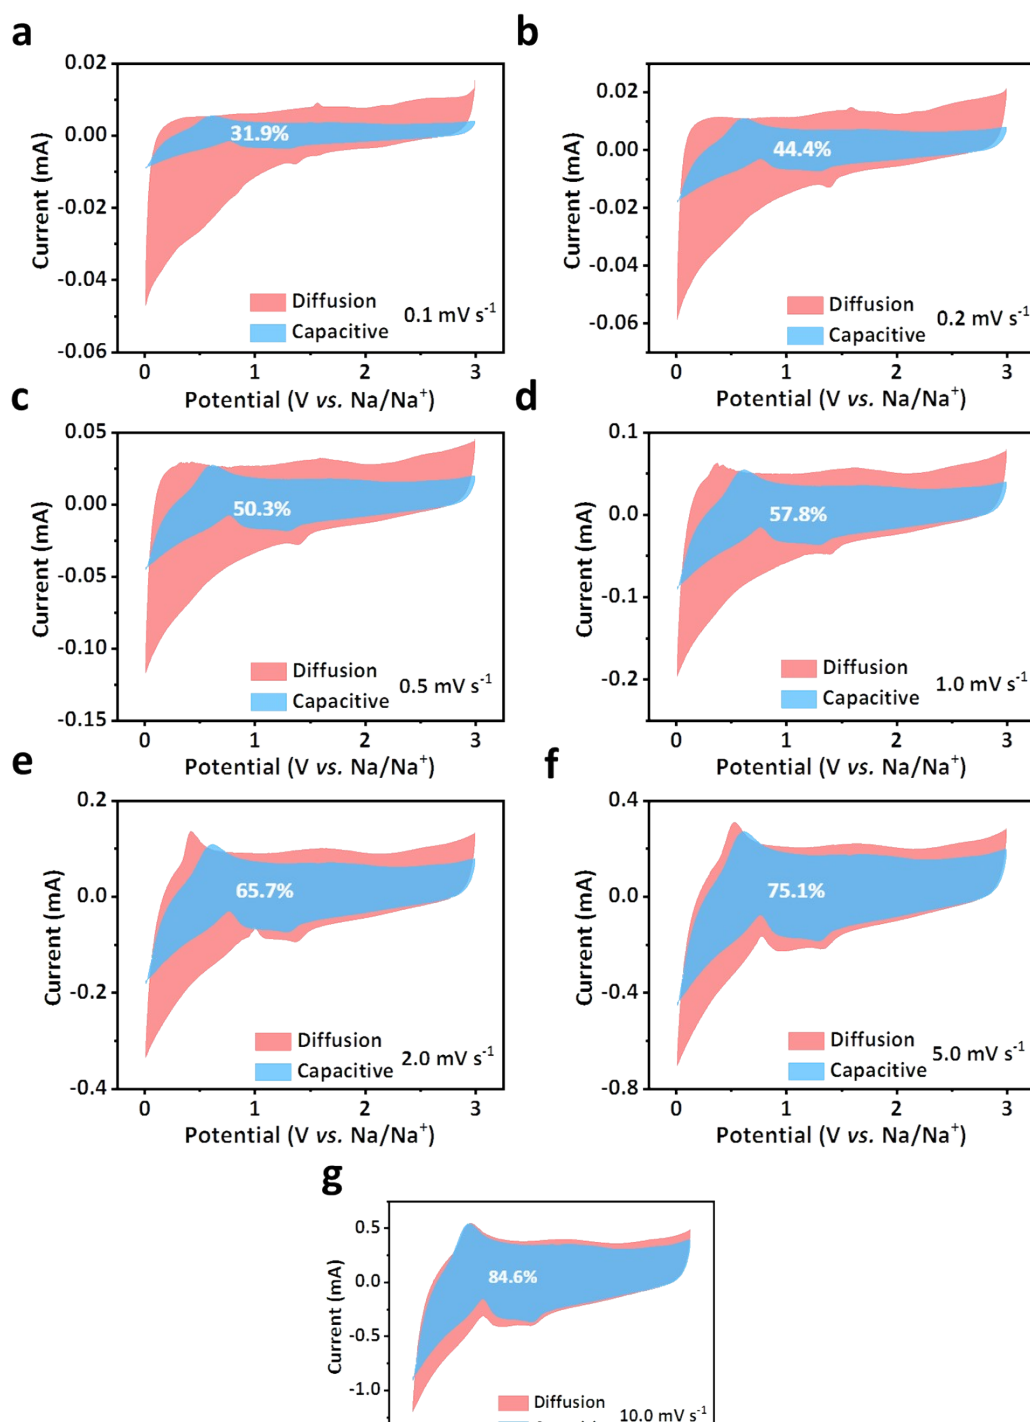 a
0.02
0.00
-0.02
-0.04
-0.06
Current (mA)
31.9%
Diffusion
Capacitive
0.1 mV s⁻¹
0
1
2
3
Potential (V vs. Na/Na⁺)
b
0.02
0.00
-0.02
-0.04
-0.06
Current (mA)
44.4%
Diffusion
Capacitive
0.2 mV s⁻¹
0
1
2
3
Potential (V vs. Na/Na⁺)
c
0.05
0.00
-0.05
-0.10
-0.15
Current (mA)
50.3%
Diffusion
Capacitive
0.5 mV s⁻¹
0
1
2
3
Potential (V vs. Na/Na⁺)
d
0.1
0.0
-0.1
-0.2
Current (mA)
57.8%
Diffusion
Capacitive
1.0 mV s⁻¹
0
1
2
3
Potential (V vs. Na/Na⁺)
e
0.2
0.0
-0.2
-0.4
Current (mA)
65.7%
Diffusion
Capacitive
2.0 mV s⁻¹
0
1
2
3
Potential (V vs. Na/Na⁺)
f
0.4
0.0
-0.4
-0.8
Current (mA)
75.1%
Diffusion
Capacitive
5.0 mV s⁻¹
0
1
2
3
Potential (V vs. Na/Na⁺)
g
0.5
0.0
-0.5
-1.0
Current (mA)
84.6%
Diffusion
10.0 mV s⁻¹